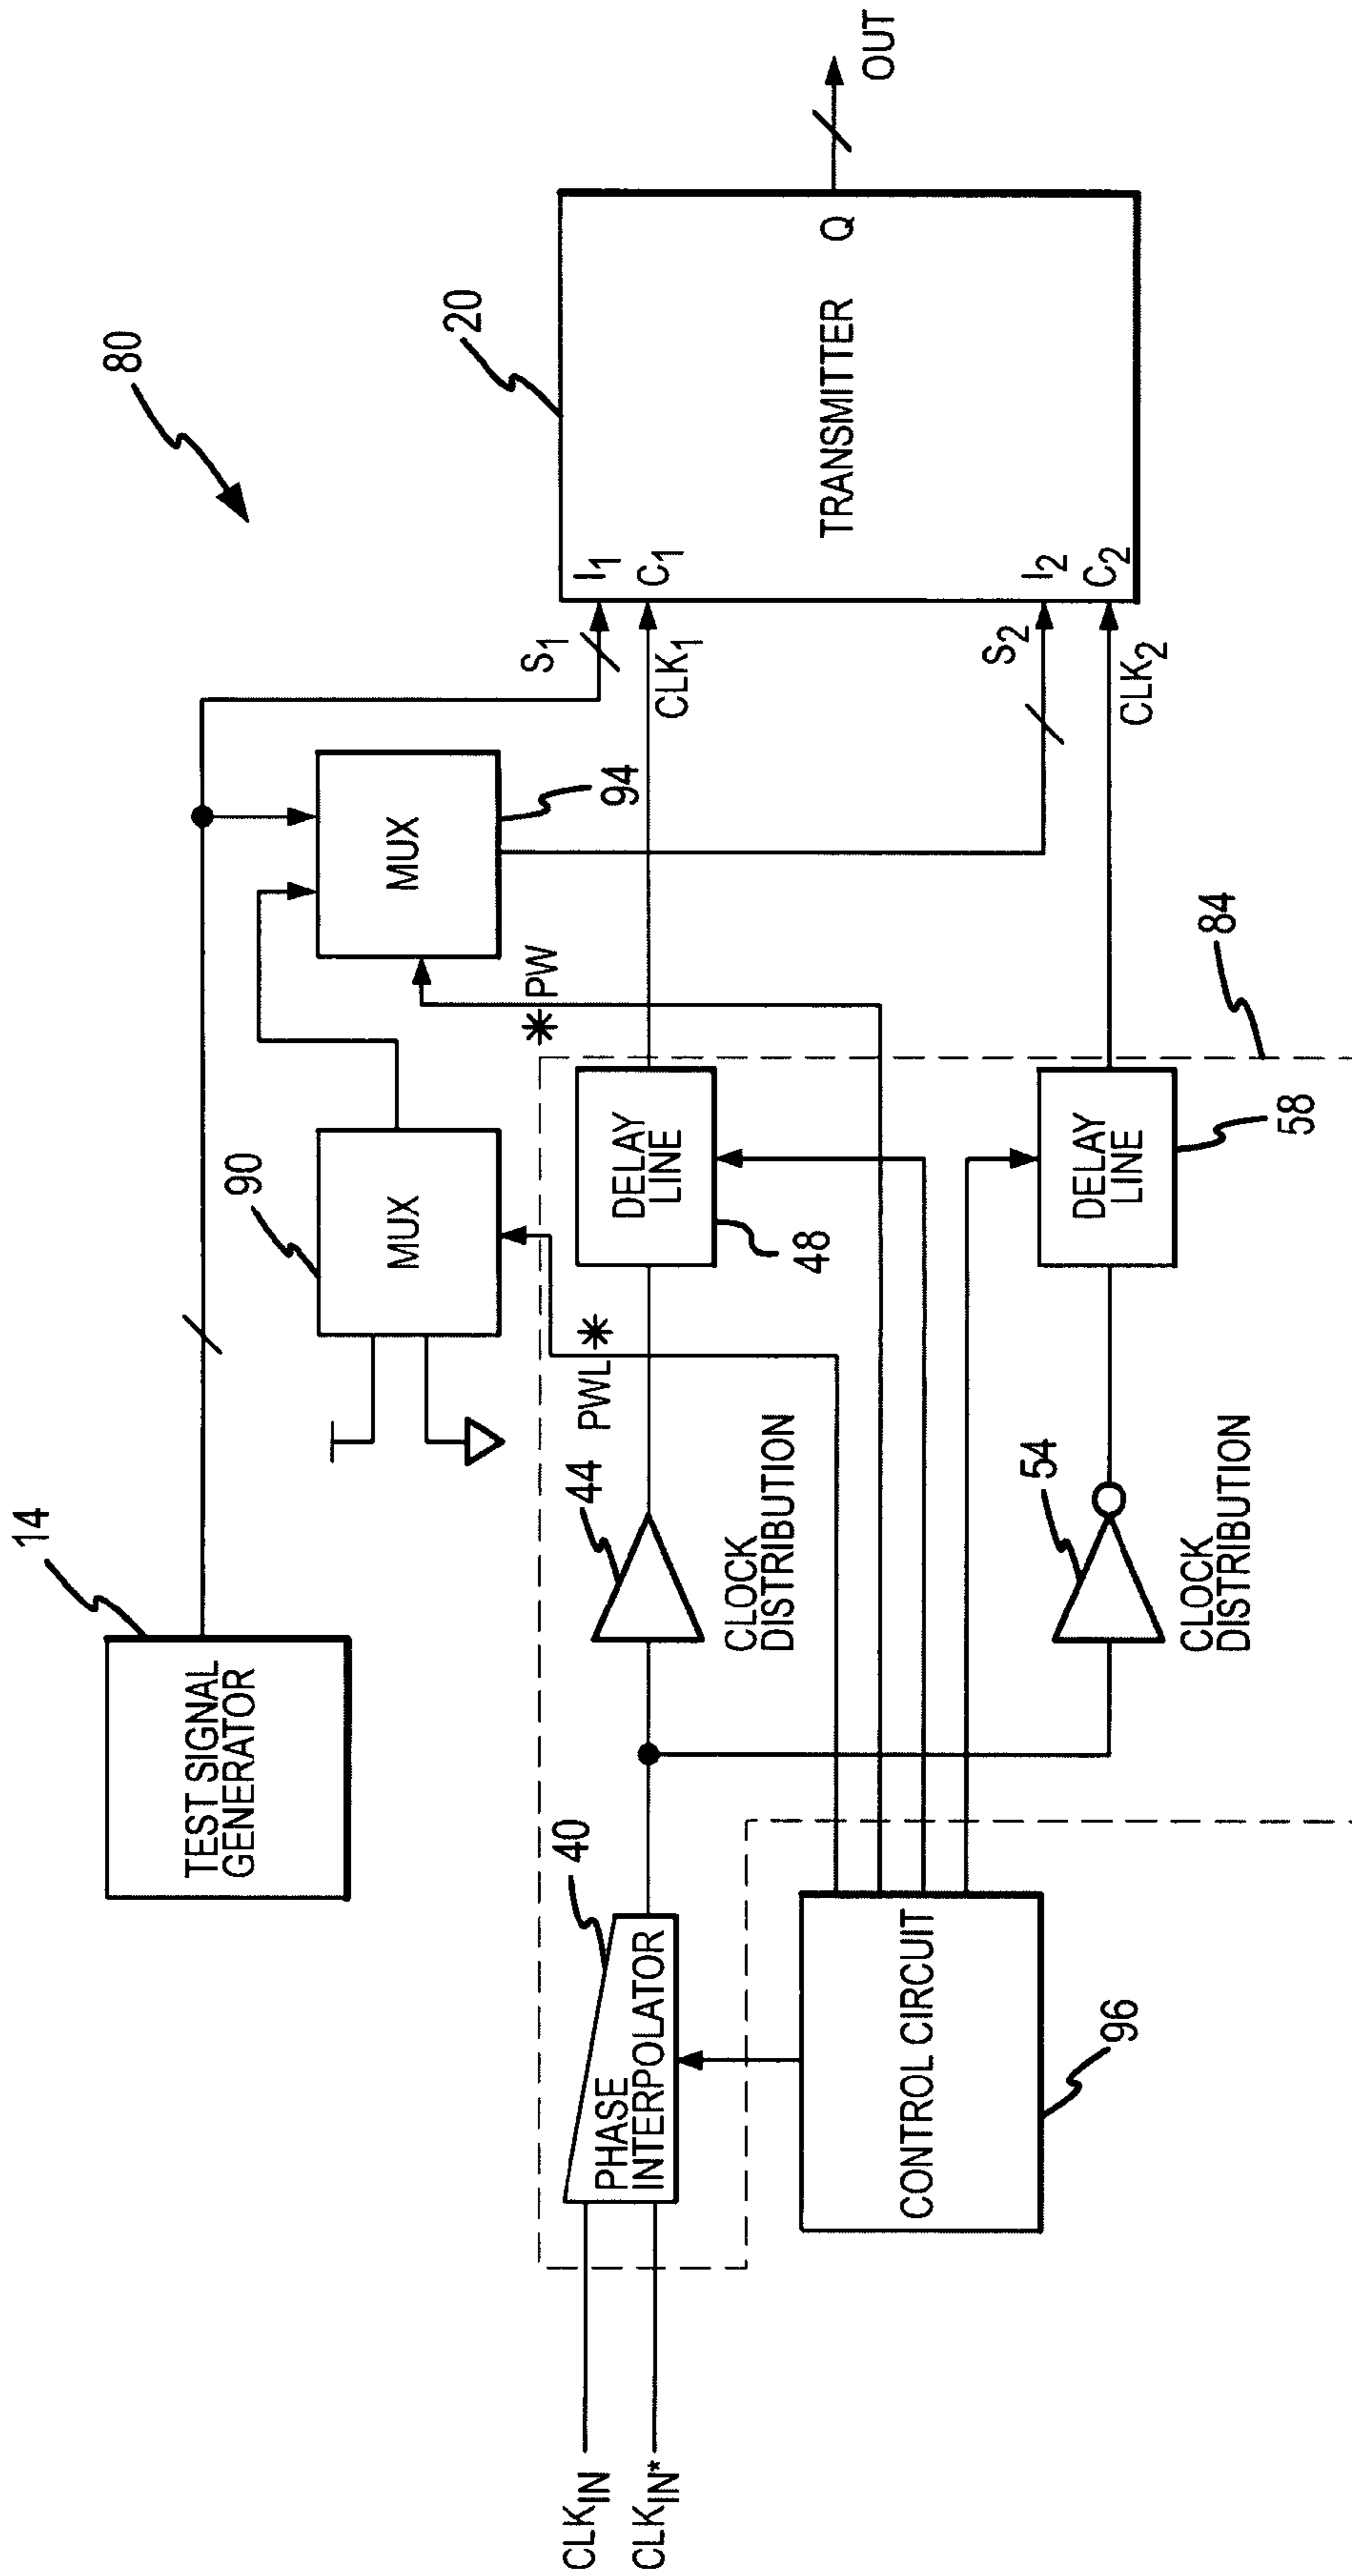 80
14
TEST SIGNAL
GENERATOR
90
MUX
MUX
94
20
S1
I1
C1
CLK1
TRANSMITTER
Q
OUT
S2
I2
C2
CLK2
*PW
PWL*
CLKIN
CLKIN*
PHASE
INTERPOLATOR
40
44
CLOCK
DISTRIBUTION
DELAY
LINE
48
54
CLOCK
DISTRIBUTION
DELAY
LINE
58
84
CONTROL CIRCUIT
96